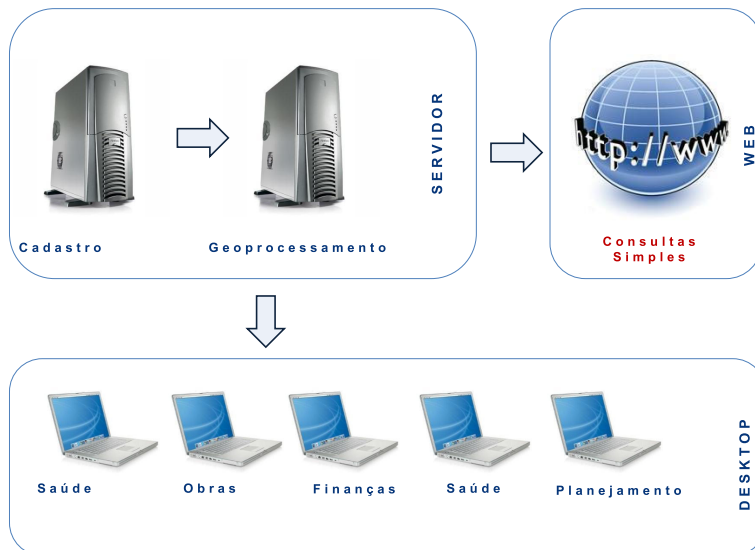 SERVIDOR
Cadastro
Geoprocessamento
http://www
WEB
Consultas
Simples
Saúde
Obras
Finanças
Saúde
Planejamento
DESKTOP